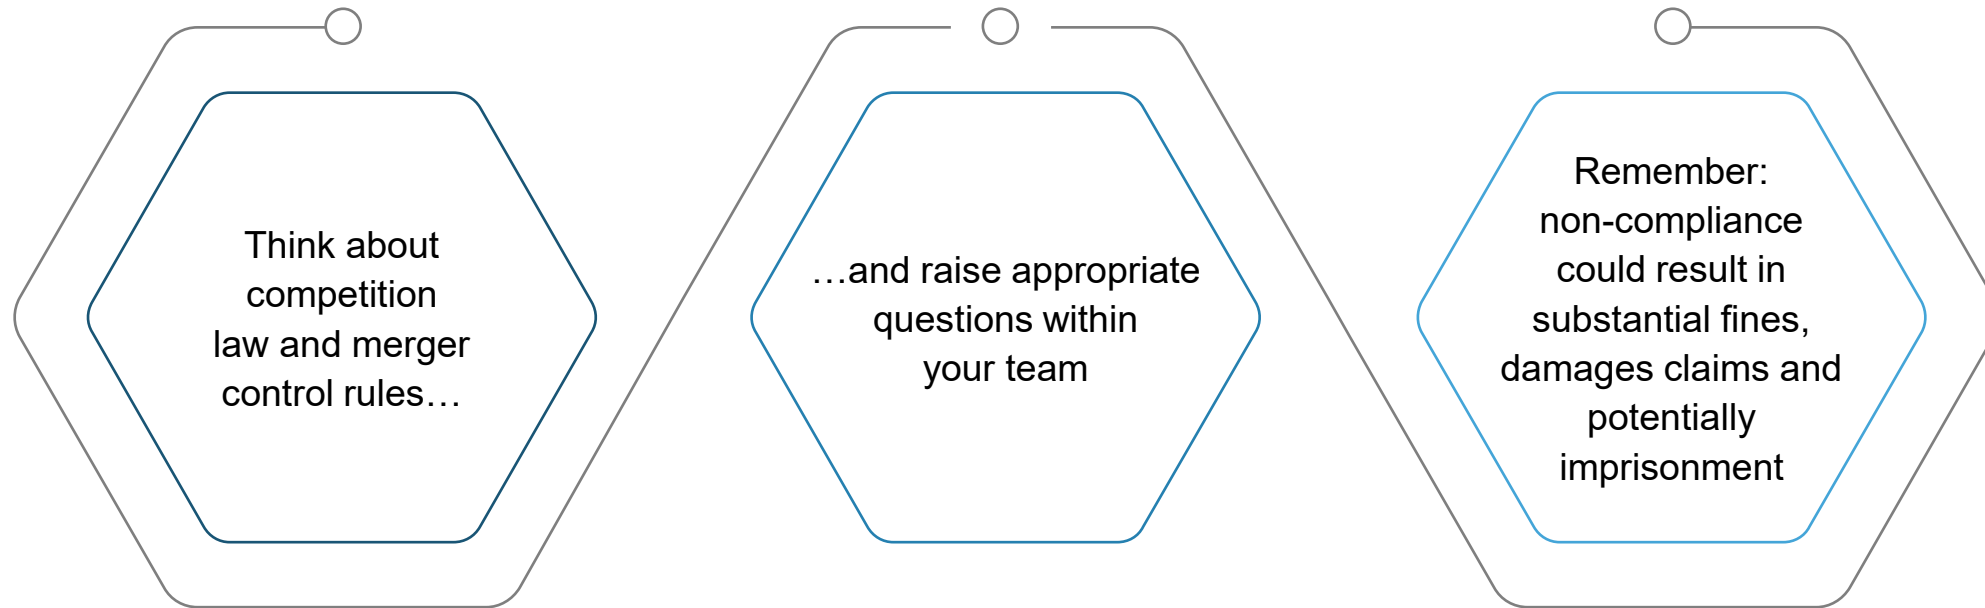 Think about
competition
law and merger
control rules…
…and raise appropriate
questions within
your team
Remember:
non-compliance
could result in
substantial fines,
damages claims and
potentially
imprisonment